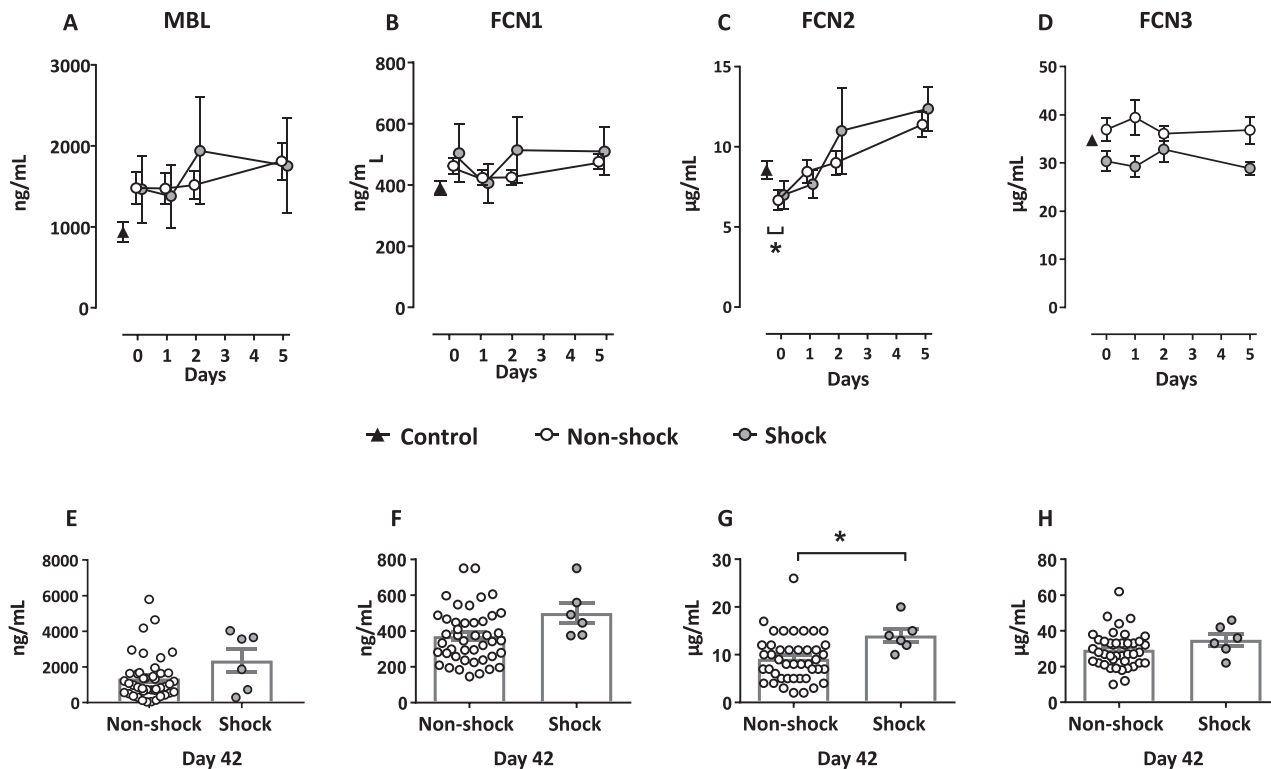 A MBL
B FCN1
C FCN2
D FCN3
3000
2000
1000
0
ng/mL
0 1 2 3 4 5
Days
800
600
400
200
0
ng/m
L
0 1 2 3 4 5
Days
15
10
5
0
µg/mL
*
0 1 2 3 4 5
Days
50
40
30
20
10
0
µg/mL
0 1 2 3 4 5
Days
Control Non-shock Shock
E
8000
6000
4000
2000
0
ng/mL
Non-shock Shock
Day 42
F
800
600
400
200
0
ng/mL
Non-shock Shock
Day 42
G
30
20
10
0
µg/mL
*
Non-shock Shock
Day 42
H
80
60
40
20
0
µg/mL
Non-shock Shock
Day 42